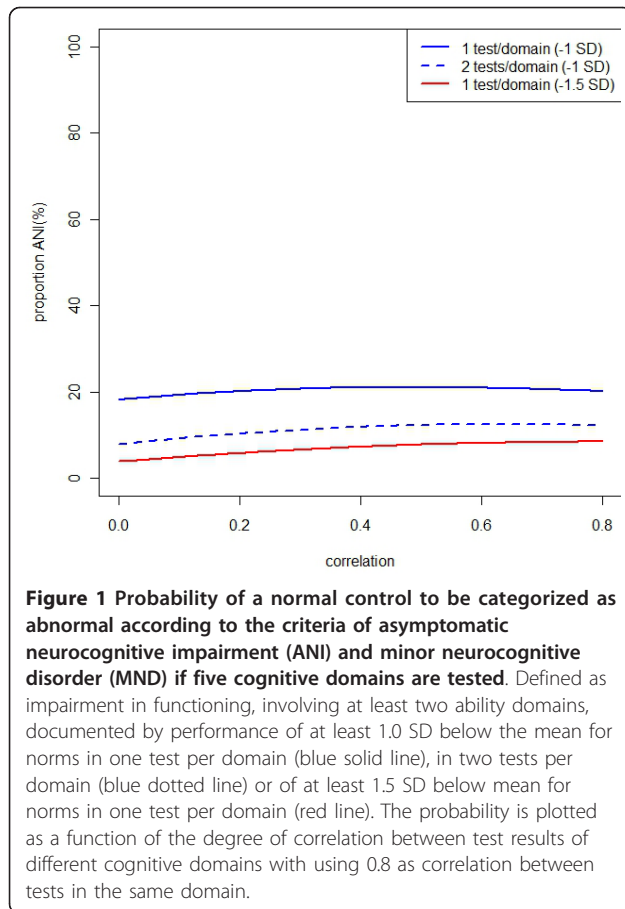 100
80
60
40
20
0
proportion ANI(%)
1 test/domain (-1 SD)
2 tests/domain (-1 SD)
1 test/domain (-1.5 SD)
0.0 0.2 0.4 0.6 0.8
correlation
Figure 1 Probability of a normal control to be categorized as
abnormal according to the criteria of asymptomatic
neurocognitive impairment (ANI) and minor neurocognitive
disorder (MND) if five cognitive domains are tested. Defined as
impairment in functioning, involving at least two ability domains,
documented by performance of at least 1.0 SD below the mean for
norms in one test per domain (blue solid line), in two tests per
domain (blue dotted line) or of at least 1.5 SD below mean for
norms in one test per domain (red line). The probability is plotted
as a function of the degree of correlation between test results of
different cognitive domains with using 0.8 as correlation between
tests in the same domain.